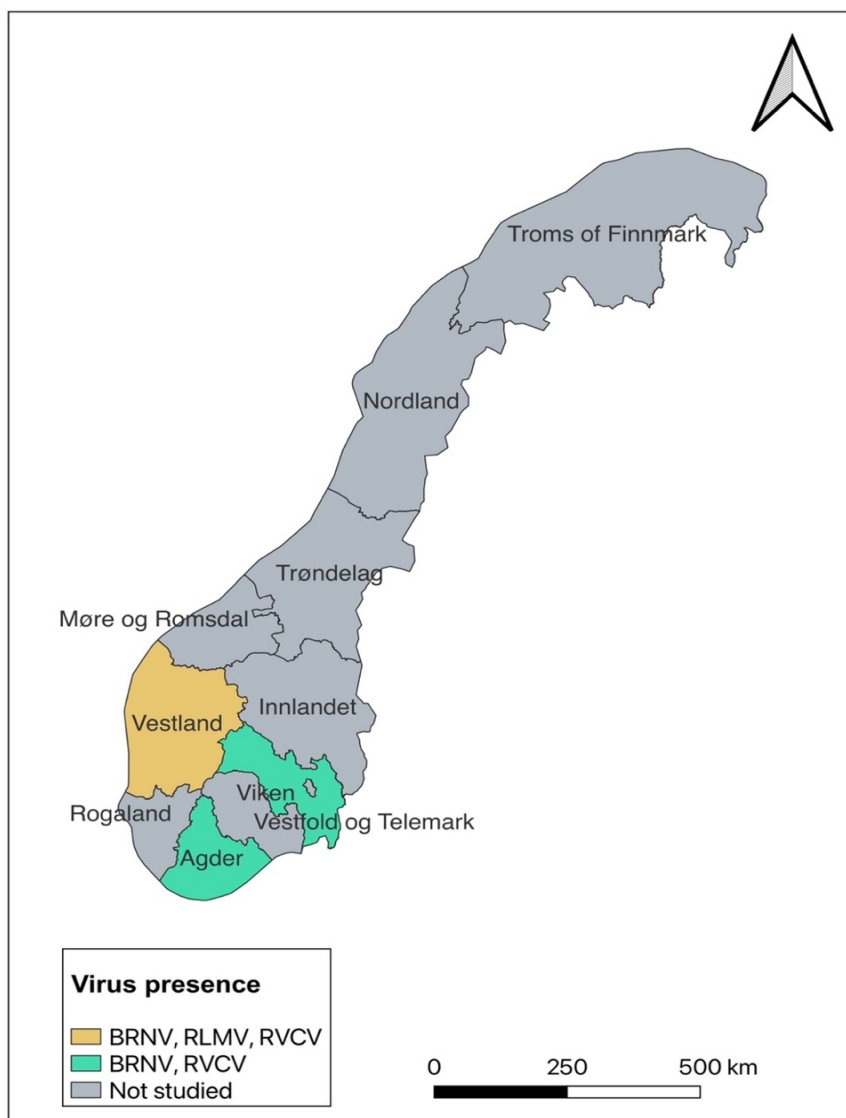 Troms of Finnmark
Nordland
Trøndelag
Møre og Romsdal
Innlandet
Vestland
Viken
Rogaland
Vestfold og Telemark
Agder
Virus presence
BRNV, RLMV, RVCV
BRNV, RVCV
Not studied
0 250 500 km